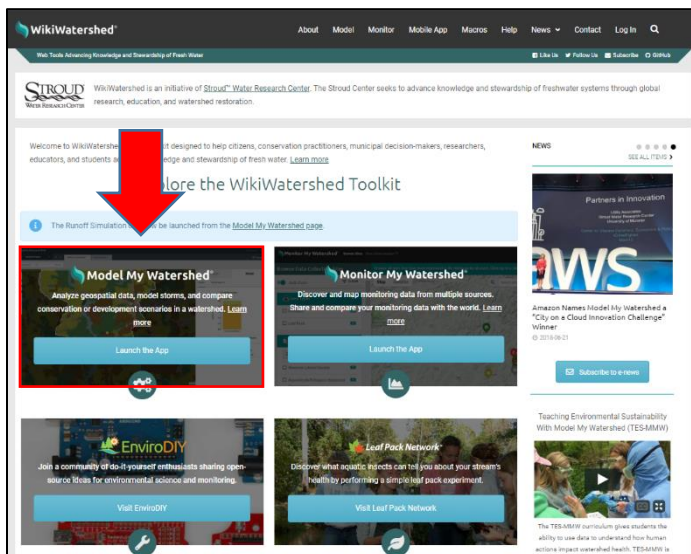 WikiWatershed®
About Model Monitor Mobile App Macros Help News Contact Log In
Web Tools Advancing Knowledge and Stewardship of Fresh Water
Like Us Follow Us Subscribe GitHub
STROUD
WATER RESEARCH CENTER
WikiWatershed is an initiative of Stroud™ Water Research Center. The Stroud Center seeks to advance knowledge and stewardship of freshwater systems through global
research, education, and watershed restoration.
Welcome to WikiWatershed designed to help citizens, conservation practitioners, municipal decision-makers, researchers,
educators, and students and stewardship of fresh water. Learn more.
the WikiWatershed Toolkit
The Runoff Simulation be launched from the Model My Watershed page.
Model My Watershed®
Analyze geospatial data, model storms, and compare
conservation or development scenarios in a watershed. Learn
more
Launch the App
Monitor My Watershed®
Discover and map monitoring data from multiple sources.
Share and compare your monitoring data with the world. Learn
more
Launch the App
EnviroDIY
Join a community of do-it-yourself enthusiasts sharing open-
source ideas for environmental science and monitoring.
Visit EnviroDIY
Leaf Pack Network®
Discover what aquatic insects can tell you about your stream's
health by performing a simple leaf pack experiment.
Visit Leaf Pack Network
NEWS
SEE ALL ITEMS
Partners in Innovation
aws
Amazon Names Model My Watershed a
"City on a Cloud Innovation Challenge"
Winner
2016-06-21
Subscribe to e-news
Teaching Environmental Sustainability
With Model My Watershed (TES-MMW)
The TES-MMW curriculum gives students the
ability to use data to understand how human
actions impact watershed health. TES-MMW is